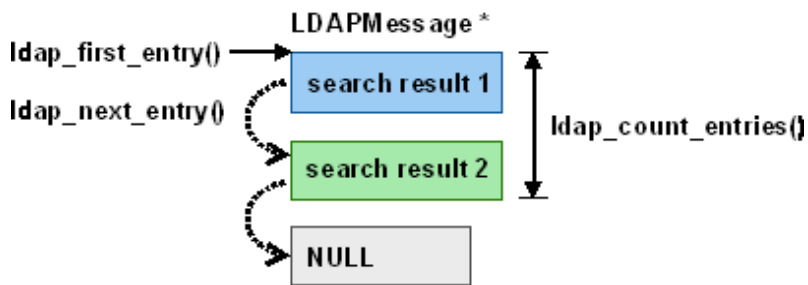 LDAPMessage *
ldap_first_entry()
search result 1
ldap_next_entry()
ldap_count_entries()
search result 2
NULL